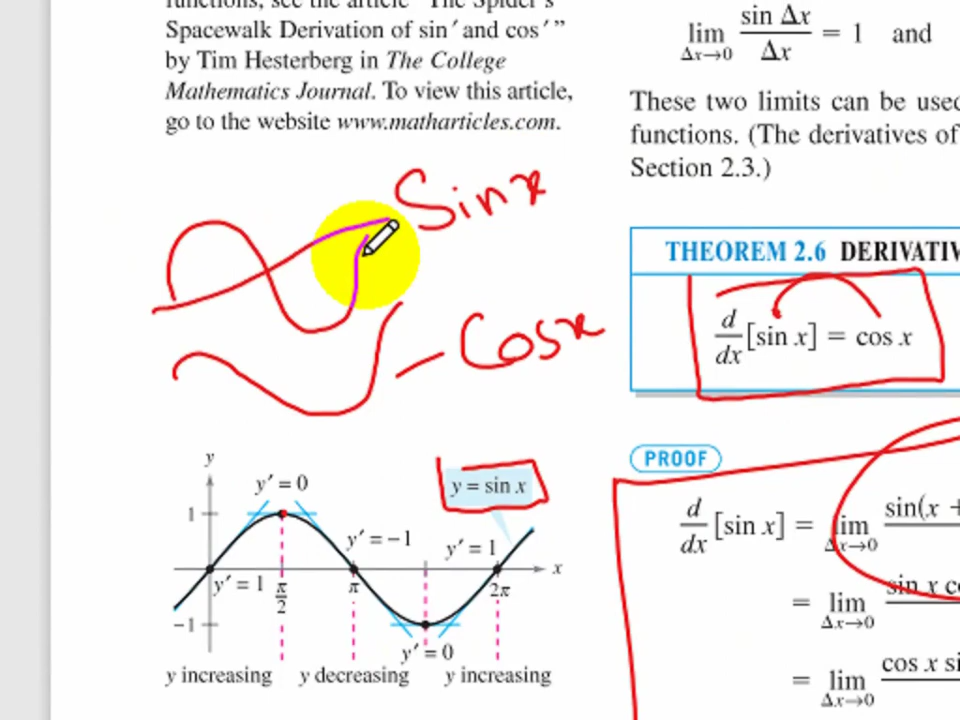 functions, see the article "The Spider's
Spacewalk Derivation of sin′ and cos′"
by Tim Hesterberg in The College
Mathematics Journal. To view this article,
go to the website www.matharticles.com.
Sin x
Cos x
y
y′ = 0
1
y = sin x
y′ = −1
y′ = 1
x
y′ = 1
π/2
π
2π
−1
y′ = 0
y increasing
y decreasing
y increasing
lim Δx→0 sin Δx / Δx = 1 and
These two limits can be used
functions. (The derivatives of
Section 2.3.)
THEOREM 2.6 DERIVATIV
d/dx [sin x] = cos x
PROOF
d/dx [sin x] = lim Δx→0 sin(x +
= lim Δx→0 sin x co
= lim Δx→0 cos x si